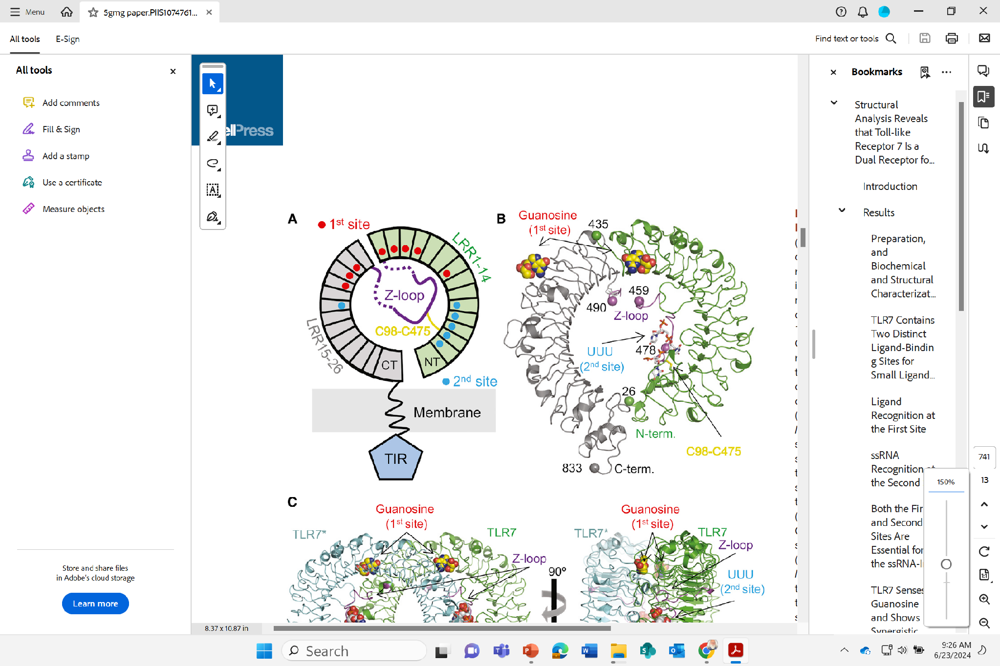 Menu
5gmg paper.PIIS1074761...
All tools
E-Sign
Find text or tools
All tools
Add comments
Fill & Sign
Add a stamp
Use a certificate
Measure objects
Store and share files
in Adobe's cloud storage
Learn more
ellPress
A
1st site
LRR1-14
Z-loop
C98-C475
LRR15-26
CT
NT
2nd site
Membrane
TIR
B
Guanosine
(1st site)
435
459
490
Z-loop
UUU
(2nd site)
478
26
N-term.
C98-C475
833
C-term.
C
Guanosine
(1st site)
TLR7*
TLR7
Z-loop
90º
Guanosine
(1st site)
TLR7*
TLR7
Z-loop
UUU
(2nd site)
8.37 x 10.87 in
Bookmarks
Structural
Analysis Reveals
that Toll-like
Receptor 7 Is a
Dual Receptor fo...
Introduction
Results
Preparation,
and
Biochemical
and Structural
Characterizat...
TLR7 Contains
Two Distinct
Ligand-Bindin
g Sites for
Small Ligand...
Ligand
Recognition at
the First Site
ssRNA
Recognition at
the Second
Both the Fir
and Second
Sites Are
Essential for
the ssRNA-I
TLR7 Senses
Guanosine
and Shows
Synergistic
741
13
150%
Search
9:26 AM
6/23/2024